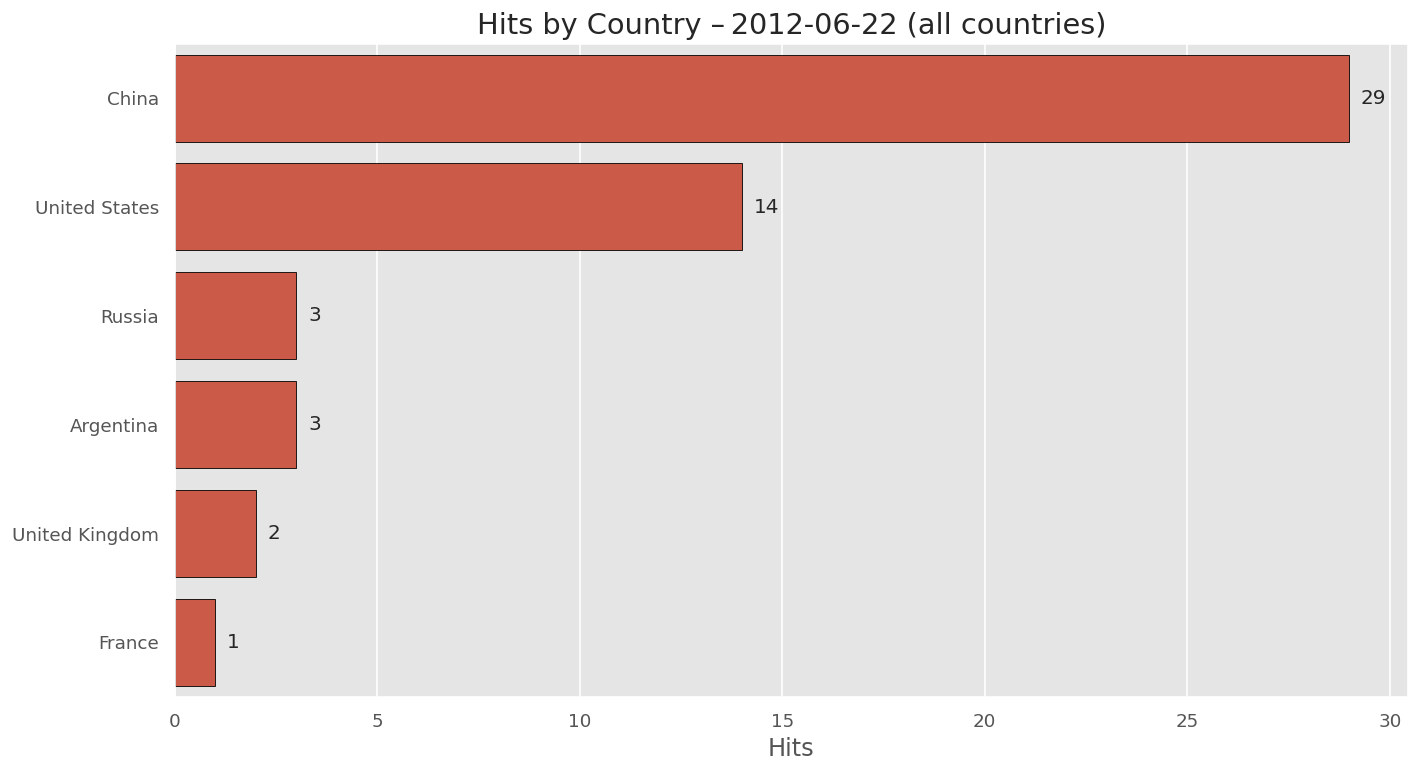 Hits by Country – 2012-06-22 (all countries)
China 29
United States 14
Russia 3
Argentina 3
United Kingdom 2
France 1
0 5 10 15 20 25 30
Hits